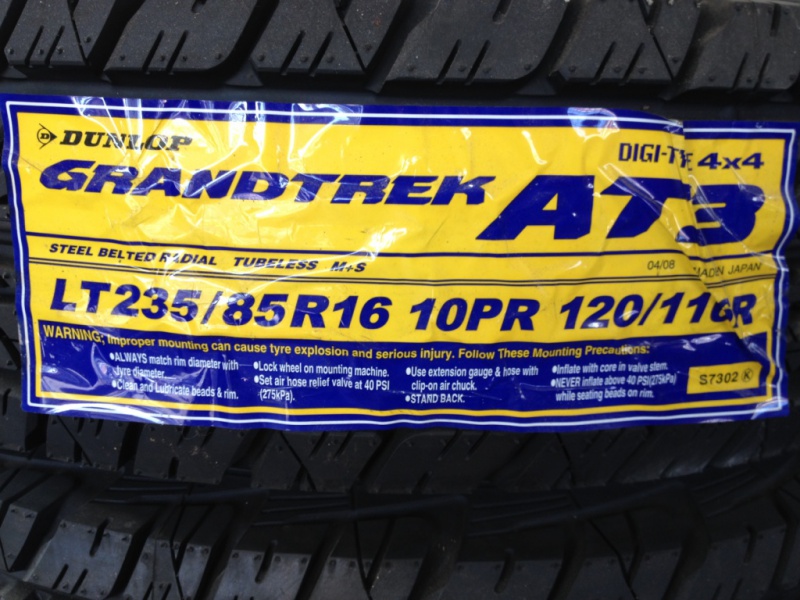 DUNLOP
DIGI-TYRE 4x4
GRANDTREK AT3
STEEL BELTED RADIAL TUBELESS M+S
04/08 MADE IN JAPAN
LT235/85R16 10PR 120/116R
WARNING: Improper mounting can cause tyre explosion and serious injury. Follow These Mounting Precautions:
•ALWAYS match rim diameter with
tyre diameter.
•Clean and Lubricate beads & rim.
•Lock wheel on mounting machine.
•Set air hose relief valve at 40 PSI
(275kPa).
•Use extension gauge & hose with
clip-on air chuck.
•STAND BACK.
•Inflate with core in valve stem.
•NEVER inflate above 40 PSI(275kPa)
while seating beads on rim.
S7302 K